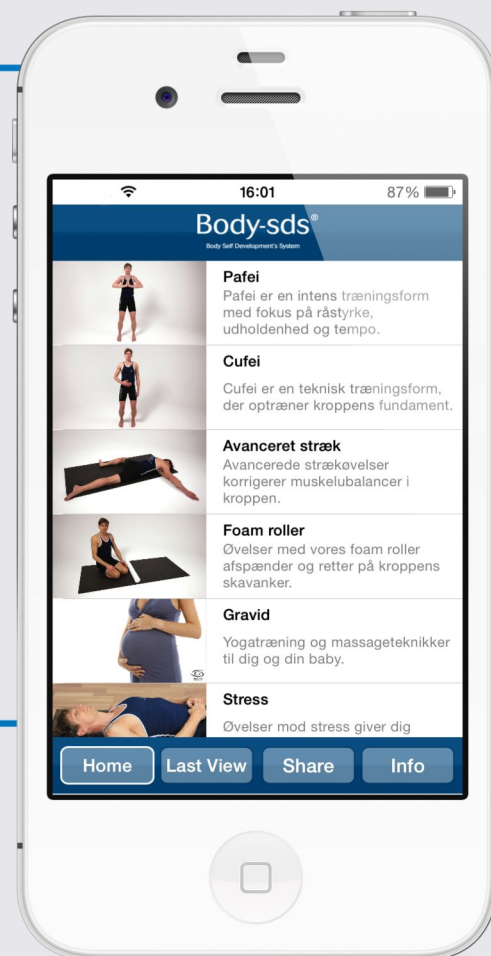 16:01
87%
Body-sds®
Body Self Development's System
Pafei
Pafei er en intens træningsform
med fokus på råstyrke,
udholdenhed og tempo.
Cufei
Cufei er en teknisk træningsform,
der optræner kroppens fundament.
Avanceret stræk
Avancerede strækøvelser
korrigerer muskelubalancer i
kroppen.
Foam roller
Øvelser med vores foam roller
afspænder og retter på kroppens
skavanker.
Gravid
Yogatræning og massageteknikker
til dig og din baby.
Stress
Øvelser mod stress giver dig
Home
Last View
Share
Info